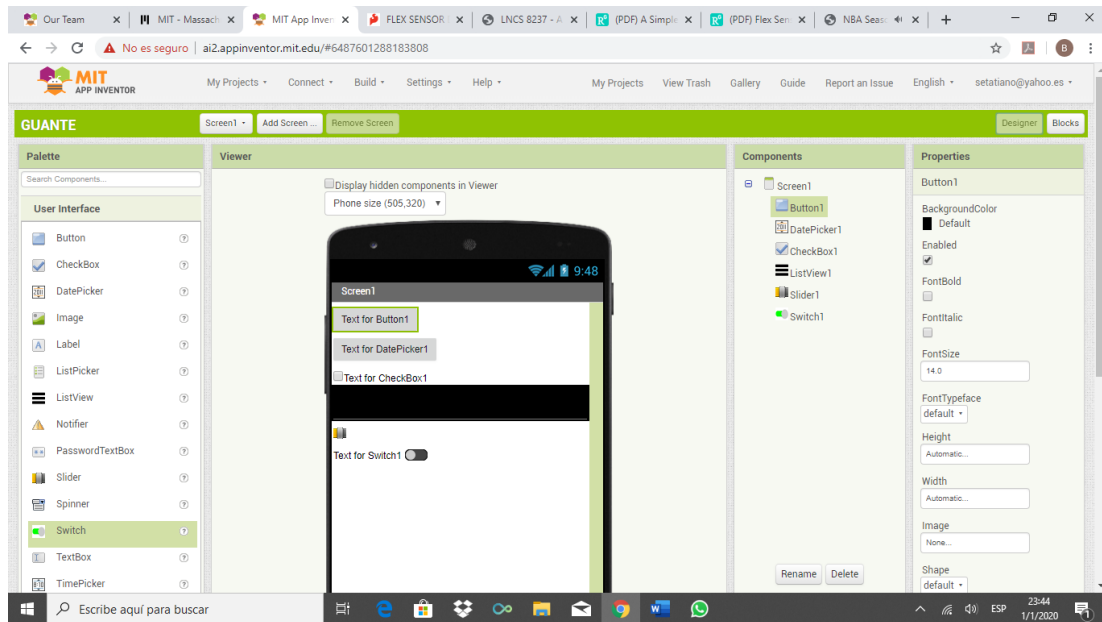 Our Team
MIT - Massach
MIT App Inven
FLEX SENSOR
LNCS 8237 - A
(PDF) A Simple
(PDF) Flex Sen
NBA Seaso
No es seguro | ai2.appinventor.mit.edu/#6487601288183808
B
MIT
APP INVENTOR
My Projects
Connect
Build
Settings
Help
My Projects
View Trash
Gallery
Guide
Report an Issue
English
setatiano@yahoo.es
GUANTE
Screen1
Add Screen ...
Remove Screen
Designer
Blocks
Palette
Search Components...
User Interface
Button
CheckBox
DatePicker
Image
Label
ListPicker
ListView
Notifier
PasswordTextBox
Slider
Spinner
Switch
TextBox
TimePicker
Viewer
Display hidden components in Viewer
Phone size (505,320)
9:48
Screen1
Text for Button1
Text for DatePicker1
Text for CheckBox1
Text for Switch1
Components
Screen1
Button1
DatePicker1
CheckBox1
ListView1
Slider1
Switch1
Rename
Delete
Properties
Button1
BackgroundColor
Default
Enabled
FontBold
FontItalic
FontSize
14.0
FontTypeface
default
Height
Automatic...
Width
Automatic...
Image
None...
Shape
default
Escribe aquí para buscar
ESP
23:44
1/1/2020